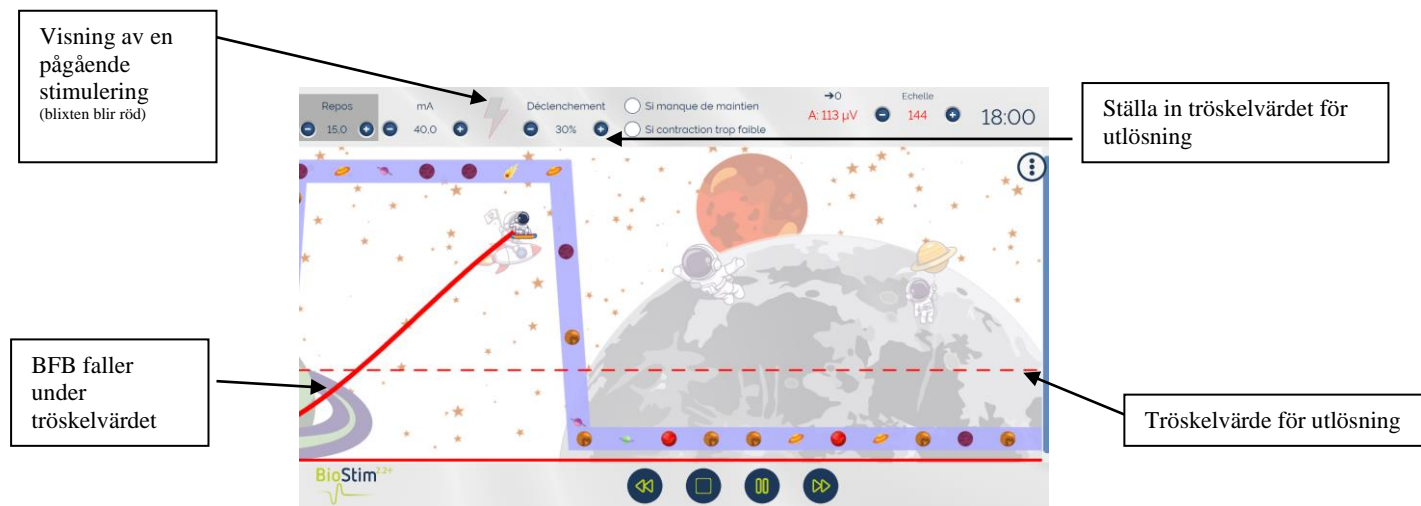 Visning av en
pågående
stimulering
(blixten blir röd)
Repos
15,0
mA
40,0
Déclenchement
30%
Si manque de maintien
Si contraction trop faible
➔0
A: 113 µV
Echelle
144
18:00
Ställa in tröskelvärdet för
utlösning
BFB faller
under
tröskelvärdet
Tröskelvärde för utlösning
BioStim 2.2+